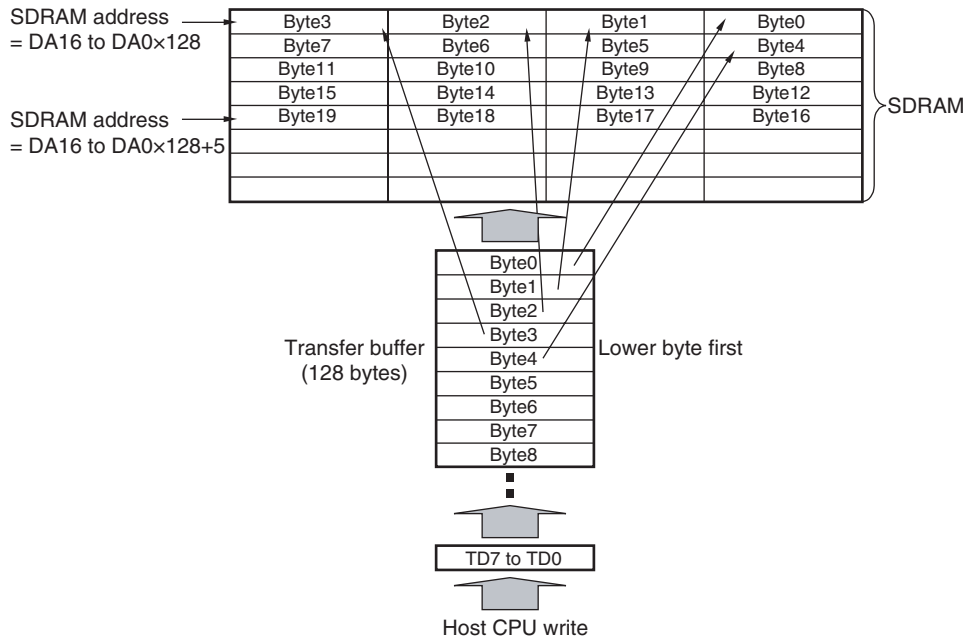 SDRAM address
= DA16 to DA0×128
Byte3 Byte2 Byte1 Byte0
Byte7 Byte6 Byte5 Byte4
Byte11 Byte10 Byte9 Byte8
Byte15 Byte14 Byte13 Byte12
Byte19 Byte18 Byte17 Byte16
SDRAM address
= DA16 to DA0×128+5
SDRAM
Byte0
Byte1
Byte2
Byte3
Byte4
Byte5
Byte6
Byte7
Byte8
Transfer buffer
(128 bytes)
Lower byte first
TD7 to TD0
Host CPU write